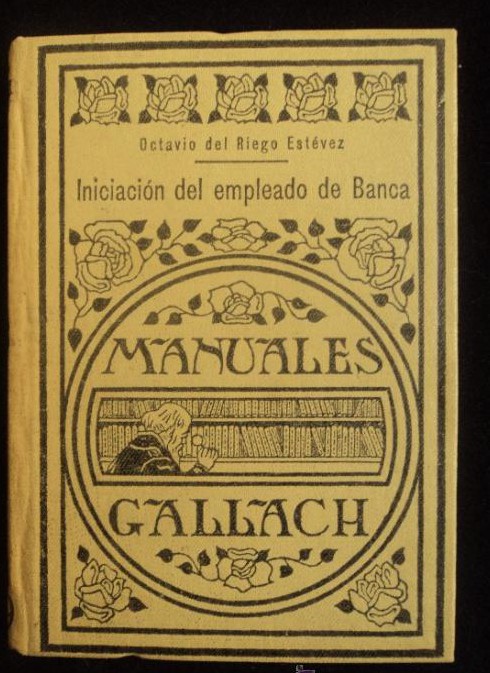 Octavio del Riego Estévez
Iniciación del empleado de Banca
MANUALES
GALLACH